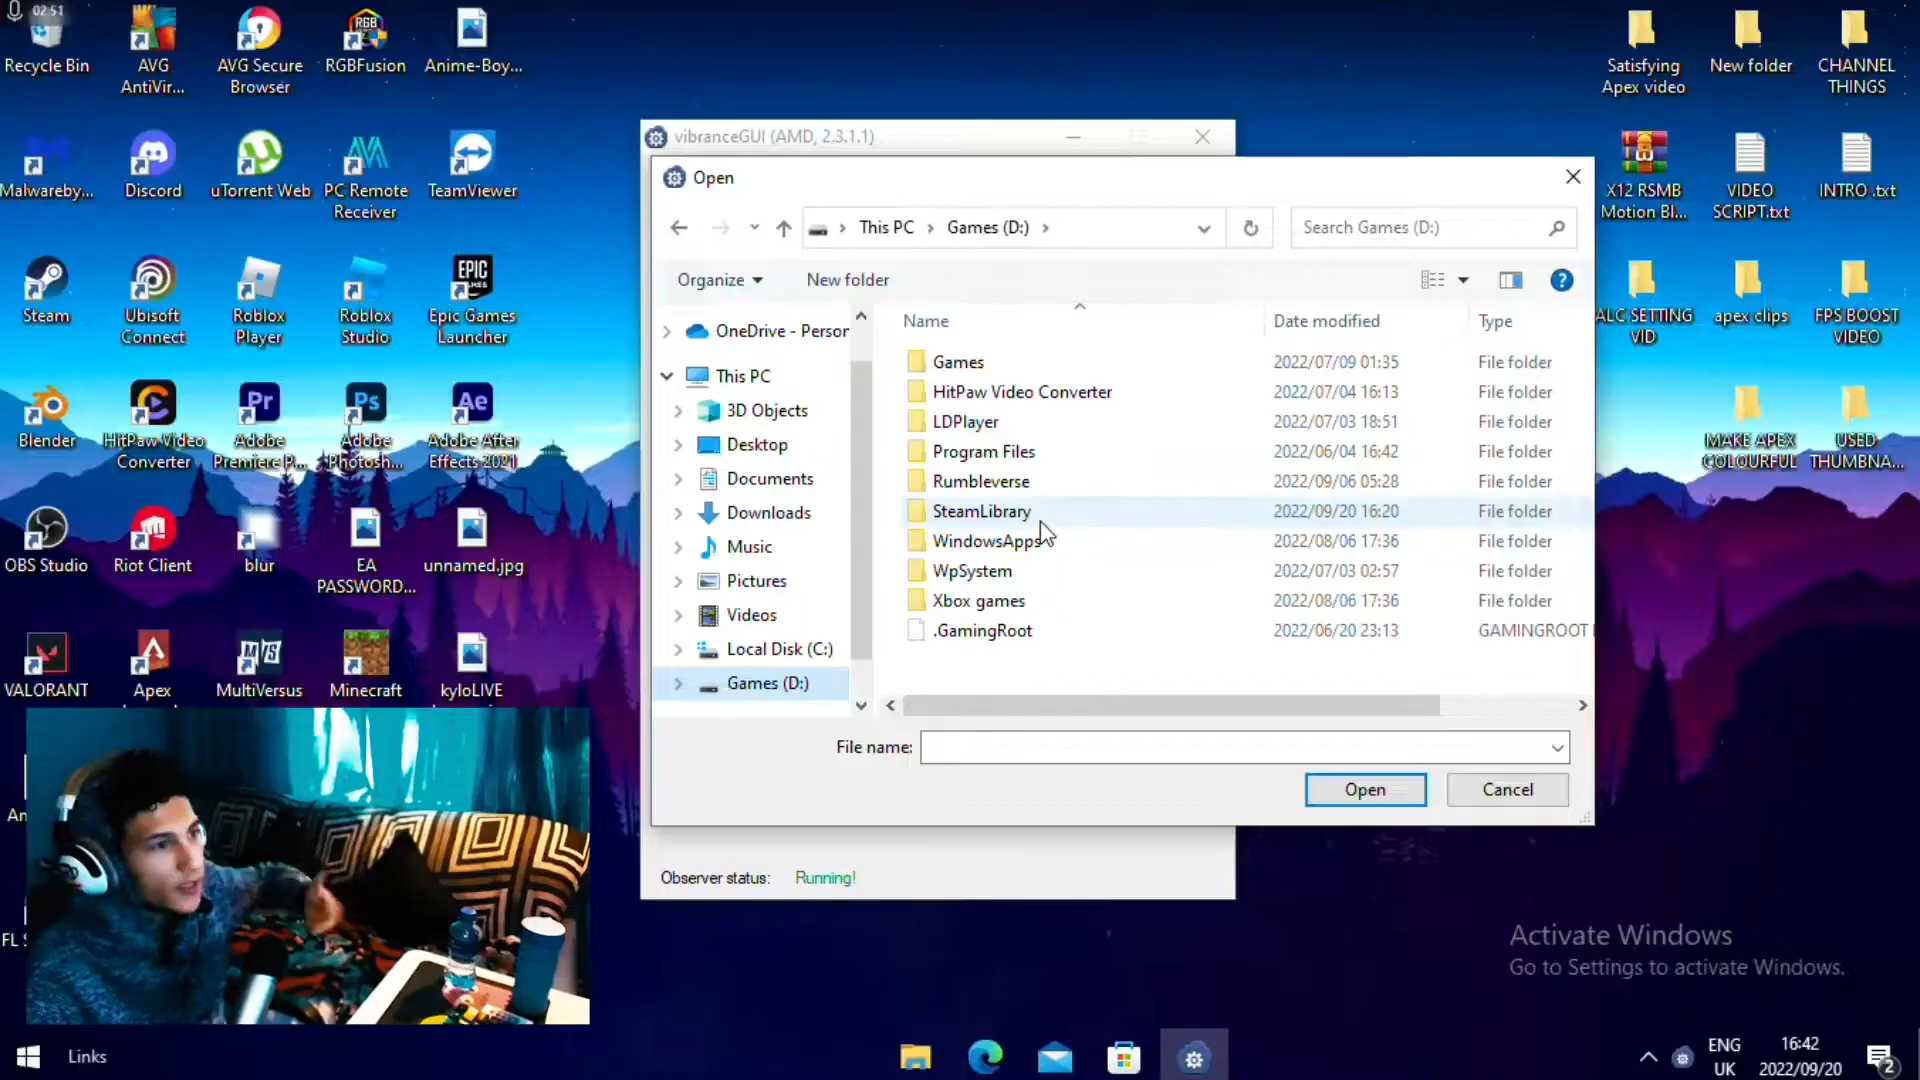 02:51
Recycle Bin
AVG
AntiVir...
AVG Secure
Browser
RGB
RGBFusion
Anime-Boy...
Satisfying
Apex video
New folder
CHANNEL
THINGS
Malwareby...
Discord
uTorrent Web
PC Remote
Receiver
TeamViewer
X12 RSMB
Motion Bl...
VIDEO
SCRIPT.txt
INTRO .txt
Steam
Ubisoft
Connect
Roblox
Player
Roblox
Studio
EPIC
GAMES
Epic Games
Launcher
ALC SETTING
VID
apex clips
FPS BOOST
VIDEO
Blender
HitPaw Video
Converter
Pr
Adobe
Premiere P...
Ps
Adobe
Photosh...
Ae
Adobe After
Effects 2021
MAKE APEX
COLOURFUL
USED
THUMBNA...
OBS Studio
Riot Client
blur
EA
PASSWORD...
unnamed.jpg
VALORANT
Apex
MultiVersus
Minecraft
kyloLIVE
An
FL S
vibranceGUI (AMD, 2.3.1.1)
Open
This PC
Games (D:)
Search Games (D:)
Organize
New folder
Name
Date modified
Type
OneDrive - Person
This PC
3D Objects
Desktop
Documents
Downloads
Music
Pictures
Videos
Local Disk (C:)
Games (D:)
Games 2022/07/09 01:35 File folder
HitPaw Video Converter 2022/07/04 16:13 File folder
LDPlayer 2022/07/03 18:51 File folder
Program Files 2022/06/04 16:42 File folder
Rumbleverse 2022/09/06 05:28 File folder
SteamLibrary 2022/09/20 16:20 File folder
WindowsApps 2022/08/06 17:36 File folder
WpSystem 2022/07/03 02:57 File folder
Xbox games 2022/08/06 17:36 File folder
.GamingRoot 2022/06/20 23:13 GAMINGROOT
File name:
Open
Cancel
Observer status: Running!
Activate Windows
Go to Settings to activate Windows.
Links
ENG
UK
16:42
2022/09/20
2